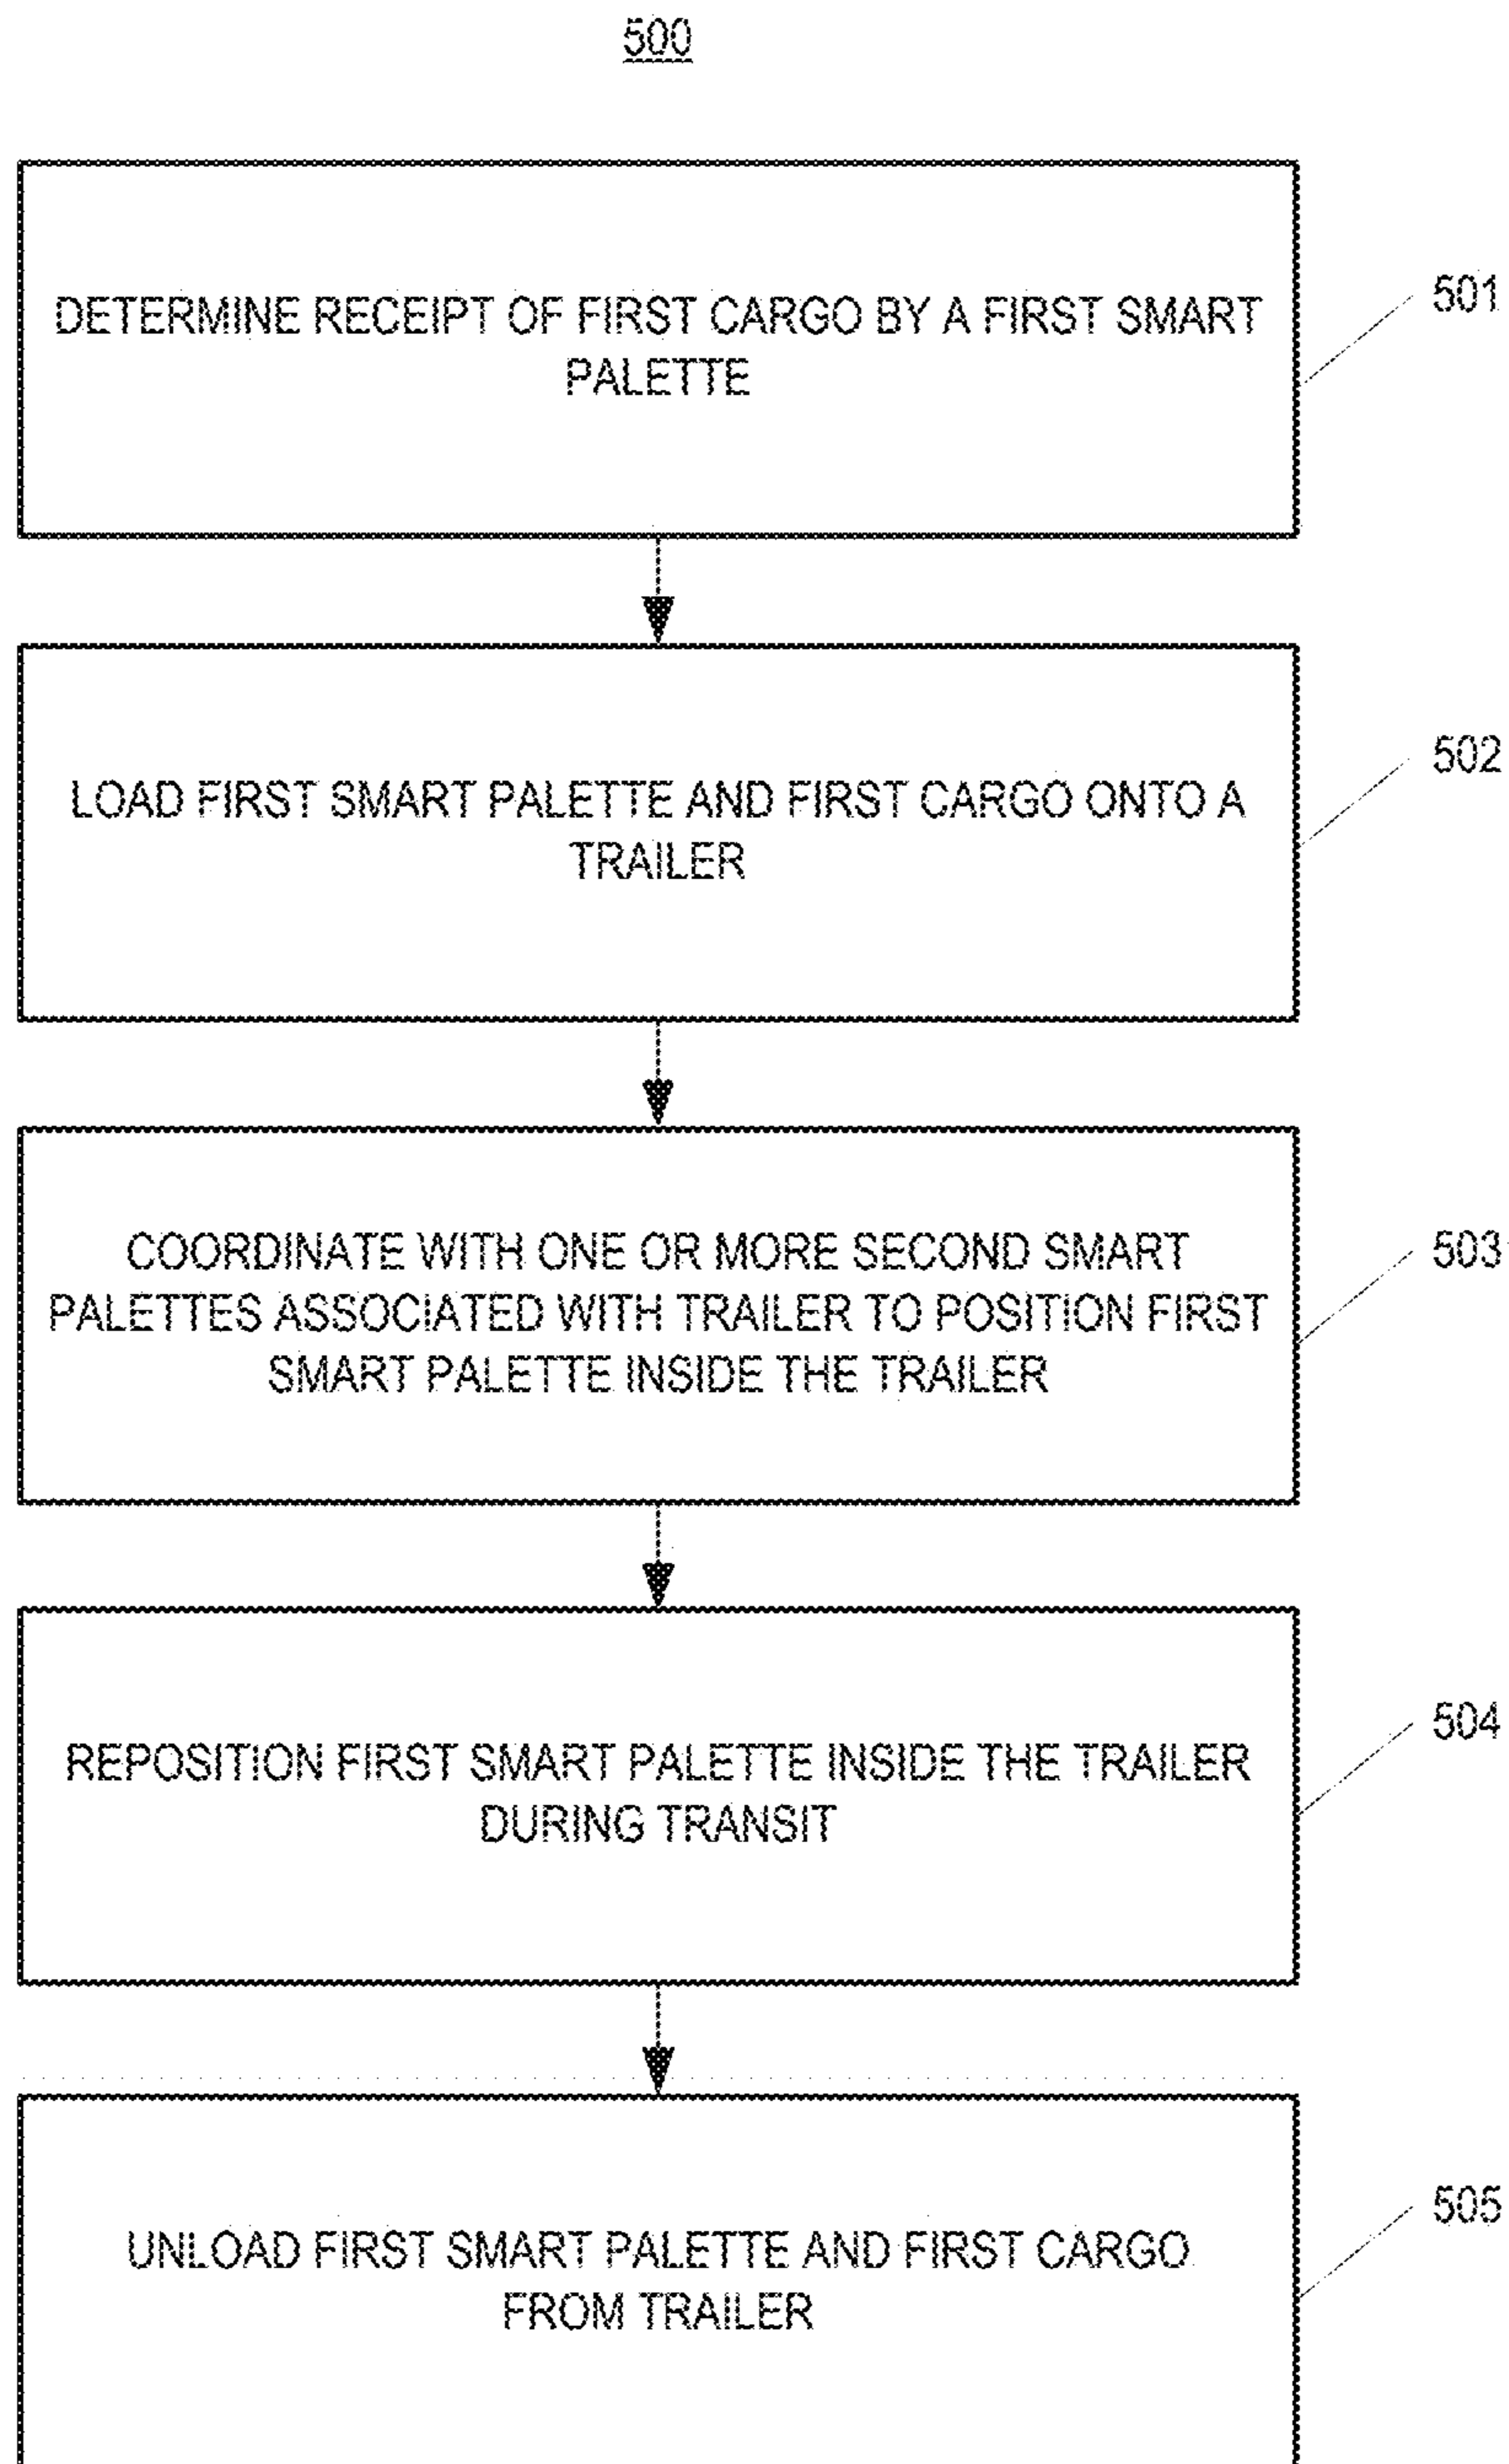 500
DETERMINE RECEIPT OF FIRST CARGO BY A FIRST SMART
PALETTE
501
LOAD FIRST SMART PALETTE AND FIRST CARGO ONTO A
TRAILER
502
COORDINATE WITH ONE OR MORE SECOND SMART
PALETTES ASSOCIATED WITH TRAILER TO POSITION FIRST
SMART PALETTE INSIDE THE TRAILER
503
REPOSITION FIRST SMART PALETTE INSIDE THE TRAILER
DURING TRANSIT
504
UNLOAD FIRST SMART PALETTE AND FIRST CARGO
FROM TRAILER
505